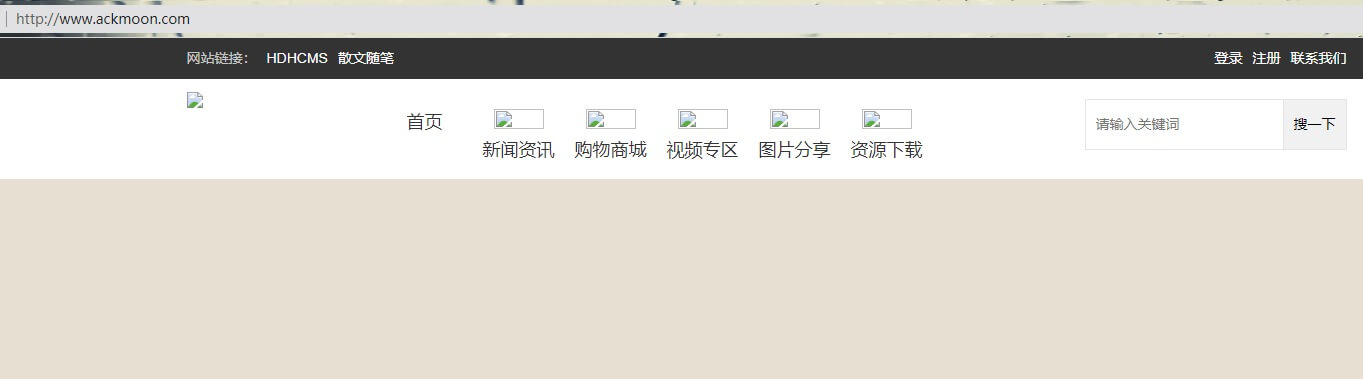 http://www.ackmoon.com
网站链接： HDHCMS 散文随笔 登录 注册 联系我们
首页 新闻资讯 购物商城 视频专区 图片分享 资源下载 请输入关键词 搜一下